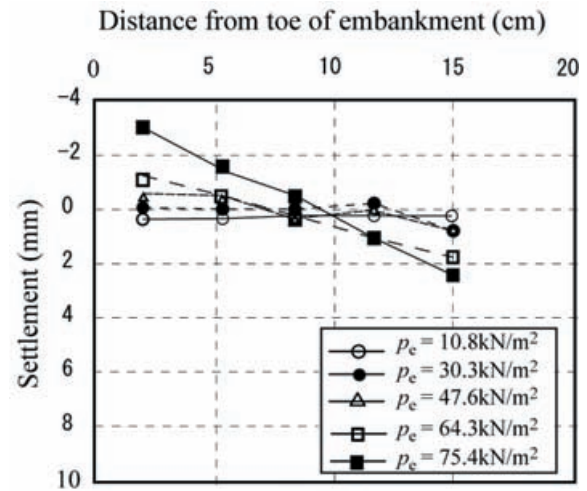 Distance from toe of embankment (cm)
0 5 10 15 20
-4
-2
0
2
4
6
8
10
Settlement (mm)
pe = 10.8kN/m2
pe = 30.3kN/m2
pe = 47.6kN/m2
pe = 64.3kN/m2
pe = 75.4kN/m2